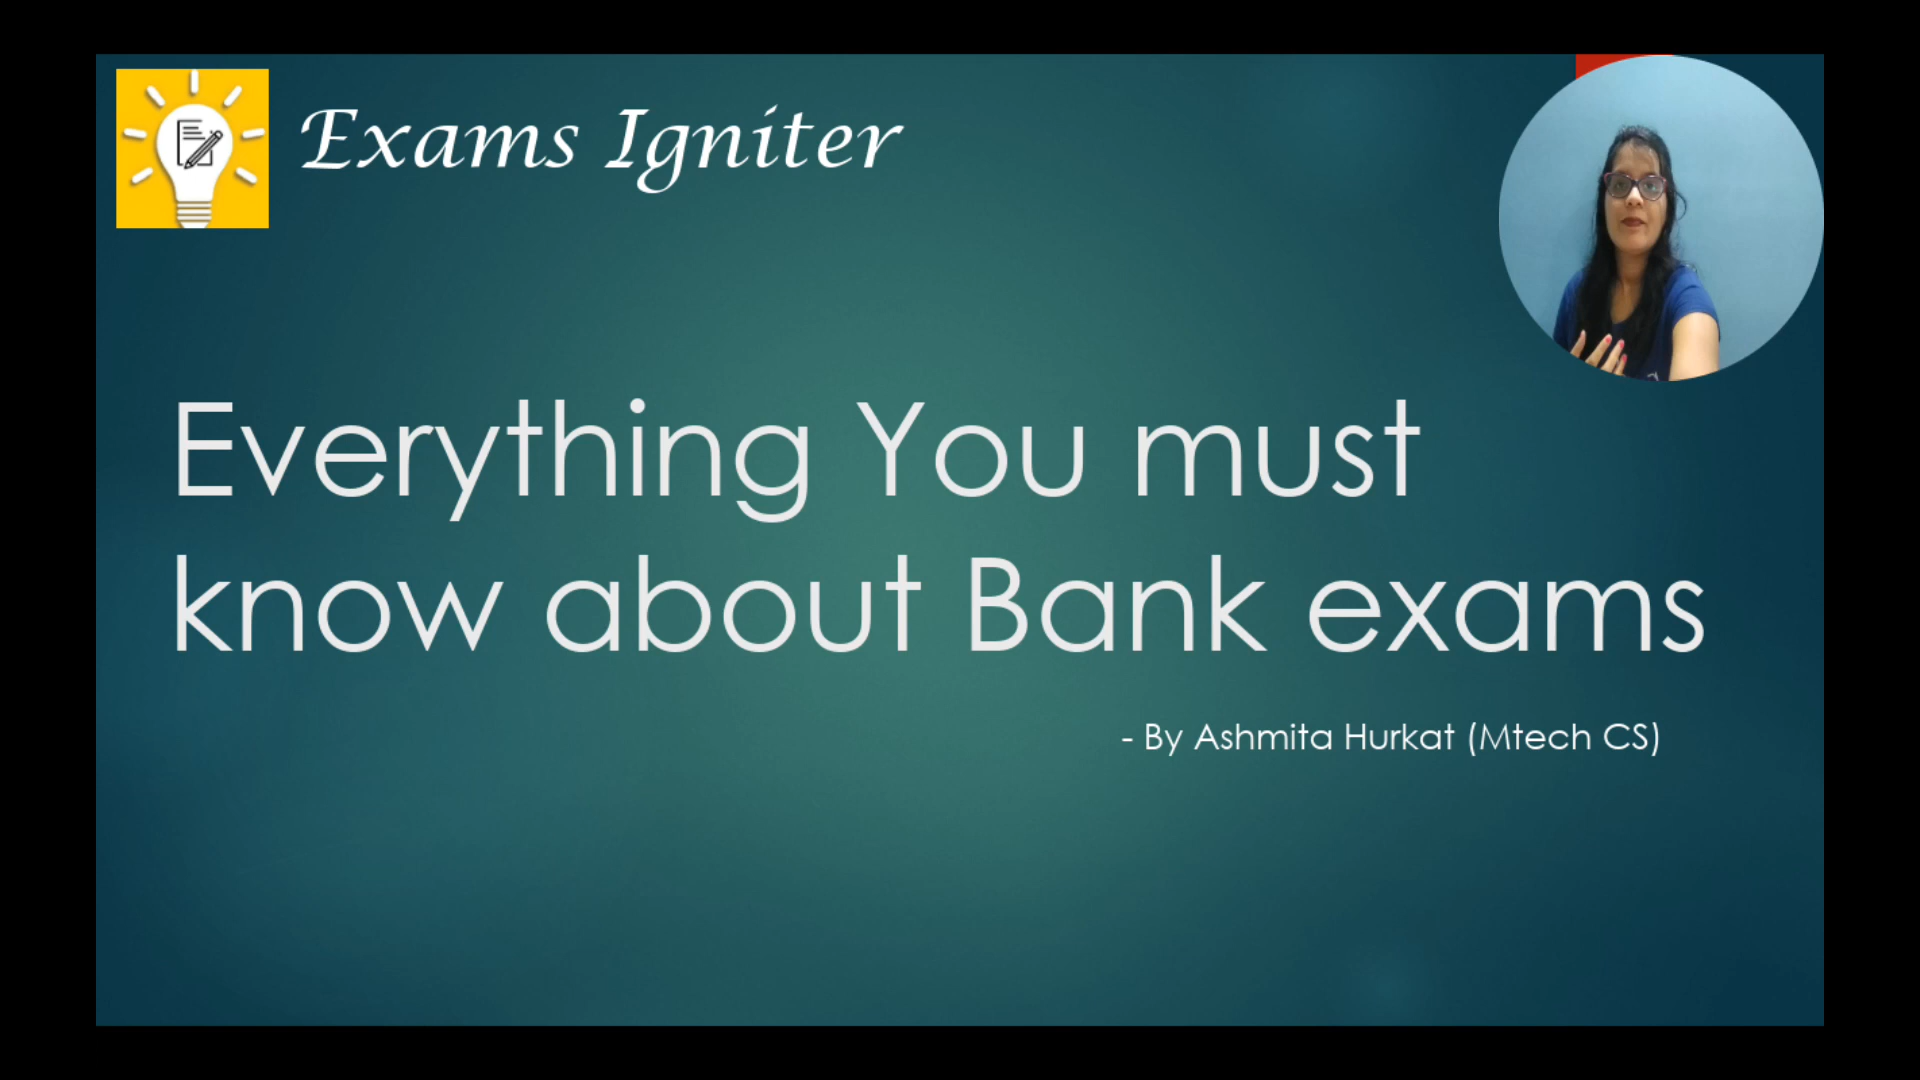 Exams Igniter
Everything You must
know about Bank exams
- By Ashmita Hurkat (Mtech CS)